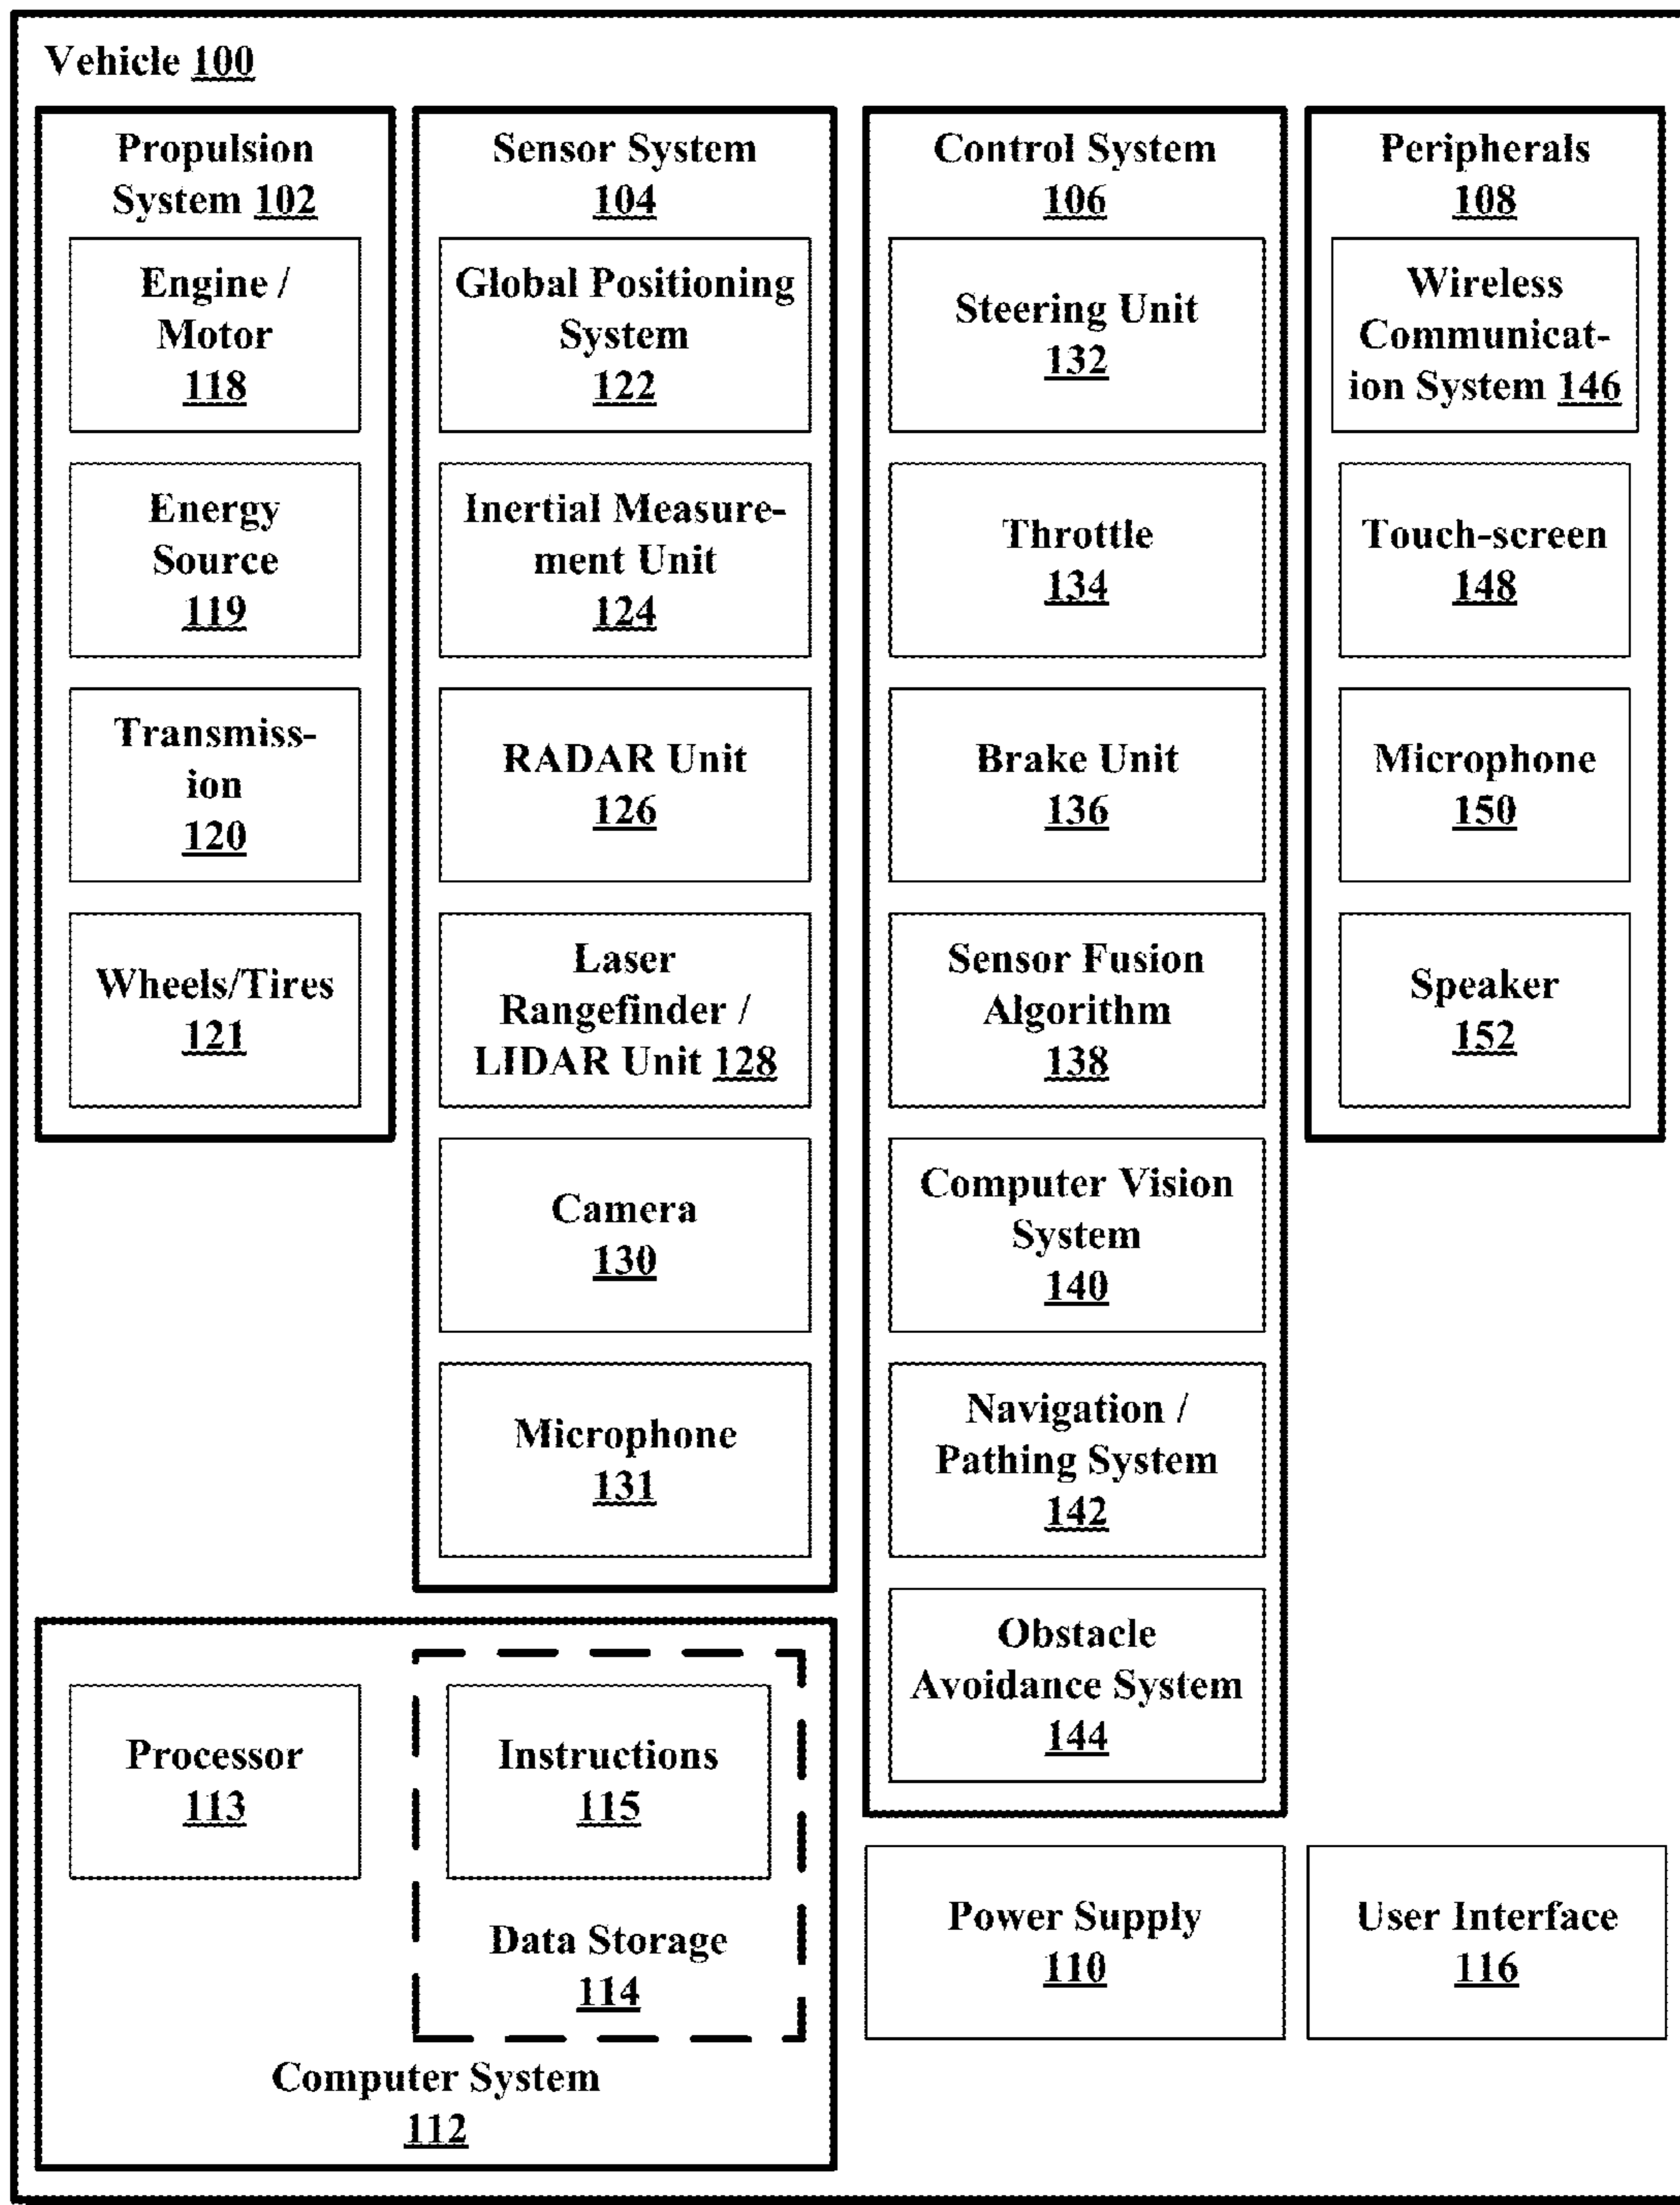 Vehicle 100
Propulsion
System 102
Engine /
Motor
118
Energy
Source
119
Transmiss-
ion
120
Wheels/Tires
121
Sensor System
104
Global Positioning
System
122
Inertial Measure-
ment Unit
124
RADAR Unit
126
Laser
Rangefinder /
LIDAR Unit 128
Camera
130
Microphone
131
Control System
106
Steering Unit
132
Throttle
134
Brake Unit
136
Sensor Fusion
Algorithm
138
Computer Vision
System
140
Navigation /
Pathing System
142
Obstacle
Avoidance System
144
Peripherals
108
Wireless
Communicat-
ion System 146
Touch-screen
148
Microphone
150
Speaker
152
Processor
113
Instructions
115
Data Storage
114
Computer System
112
Power Supply
110
User Interface
116